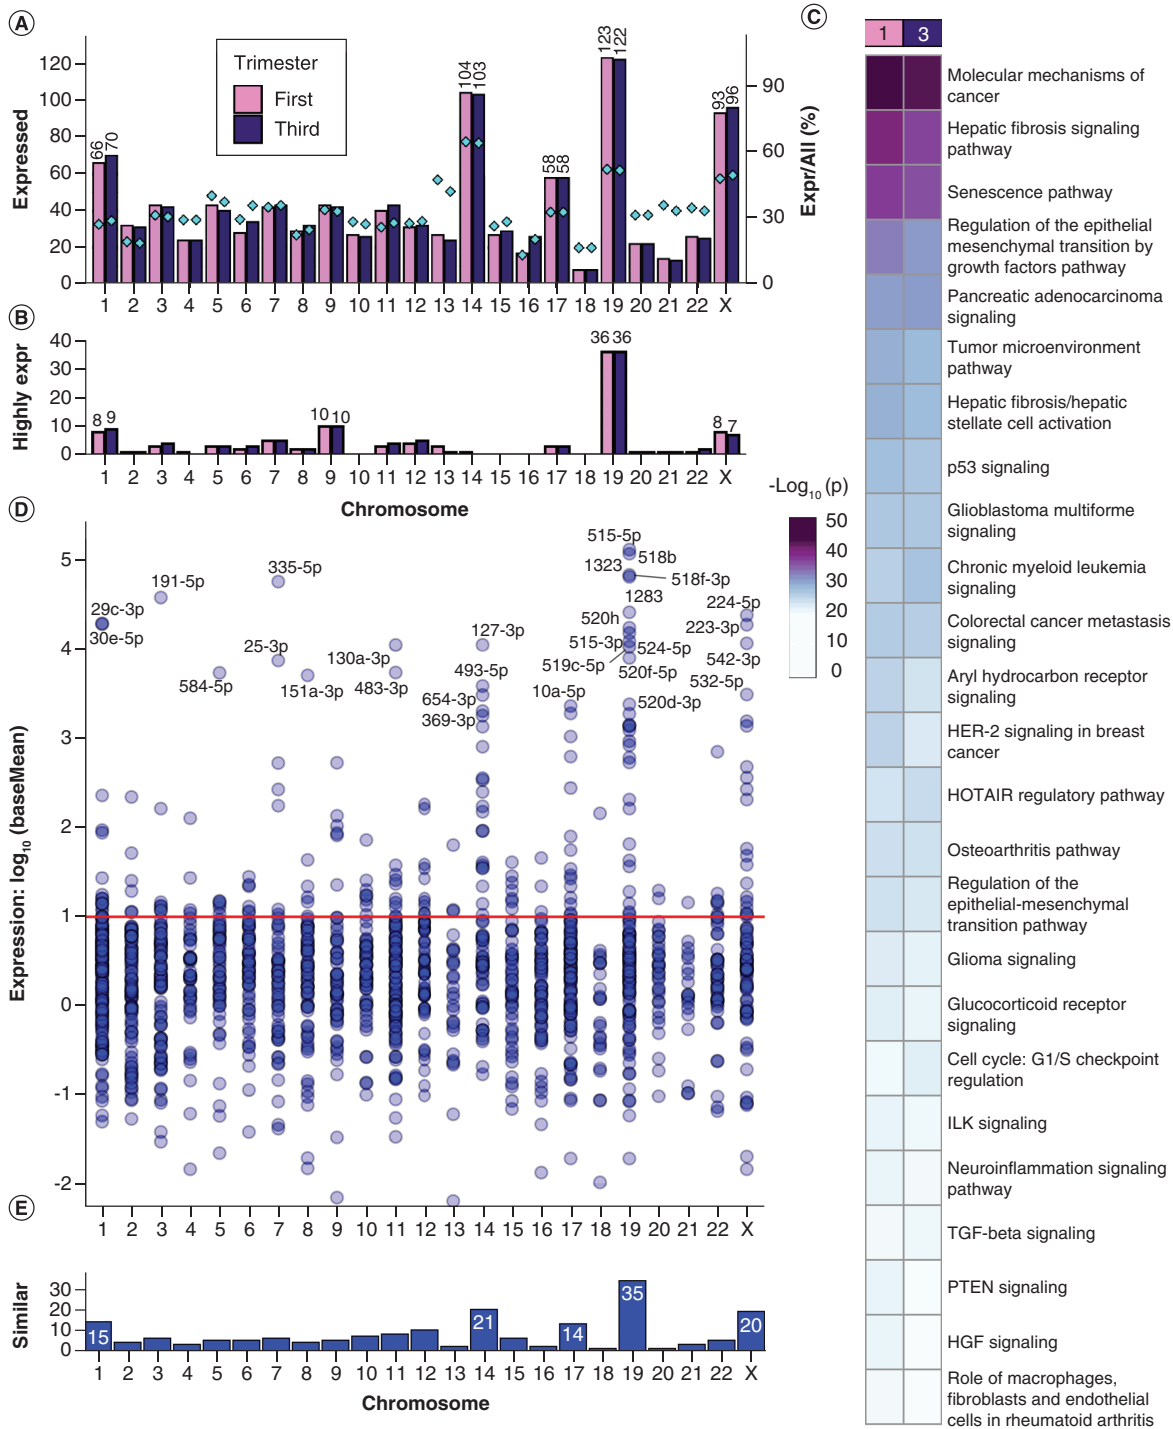 A
Expressed
120
100
80
60
40
20
0
Trimester
First
Third
66
70
104
103
58
58
123
122
93
96
90
60
30
0
Expr/All (%)
1 2 3 4 5 6 7 8 9 10 11 12 13 14 15 16 17 18 19 20 21 22 X
B
Highly expr
40
30
20
10
0
8 9
10 10
36 36
8 7
1 2 3 4 5 6 7 8 9 10 11 12 13 14 15 16 17 18 19 20 21 22 X
Chromosome
D
Expression: log10 (baseMean)
5
4
3
2
1
0
-1
-2
29c-3p
30e-5p
191-5p
584-5p
335-5p
25-3p
151a-3p
130a-3p
483-3p
127-3p
493-5p
654-3p
369-3p
10a-5p
515-5p
518b
1323
518f-3p
1283
520h
515-3p
524-5p
519c-5p
520f-5p
520d-3p
224-5p
223-3p
542-3p
532-5p
1 2 3 4 5 6 7 8 9 10 11 12 13 14 15 16 17 18 19 20 21 22 X
-Log10 (p)
50
40
30
20
10
0
E
Similar
30
20
10
0
15
21
14
35
20
1 2 3 4 5 6 7 8 9 10 11 12 13 14 15 16 17 18 19 20 21 22 X
Chromosome
C
1 3
Molecular mechanisms of
cancer
Hepatic fibrosis signaling
pathway
Senescence pathway
Regulation of the epithelial
mesenchymal transition by
growth factors pathway
Pancreatic adenocarcinoma
signaling
Tumor microenvironment
pathway
Hepatic fibrosis/hepatic
stellate cell activation
p53 signaling
Glioblastoma multiforme
signaling
Chronic myeloid leukemia
signaling
Colorectal cancer metastasis
signaling
Aryl hydrocarbon receptor
signaling
HER-2 signaling in breast
cancer
HOTAIR regulatory pathway
Osteoarthritis pathway
Regulation of the
epithelial-mesenchymal
transition pathway
Glioma signaling
Glucocorticoid receptor
signaling
Cell cycle: G1/S checkpoint
regulation
ILK signaling
Neuroinflammation signaling
pathway
TGF-beta signaling
PTEN signaling
HGF signaling
Role of macrophages,
fibroblasts and endothelial
cells in rheumatoid arthritis